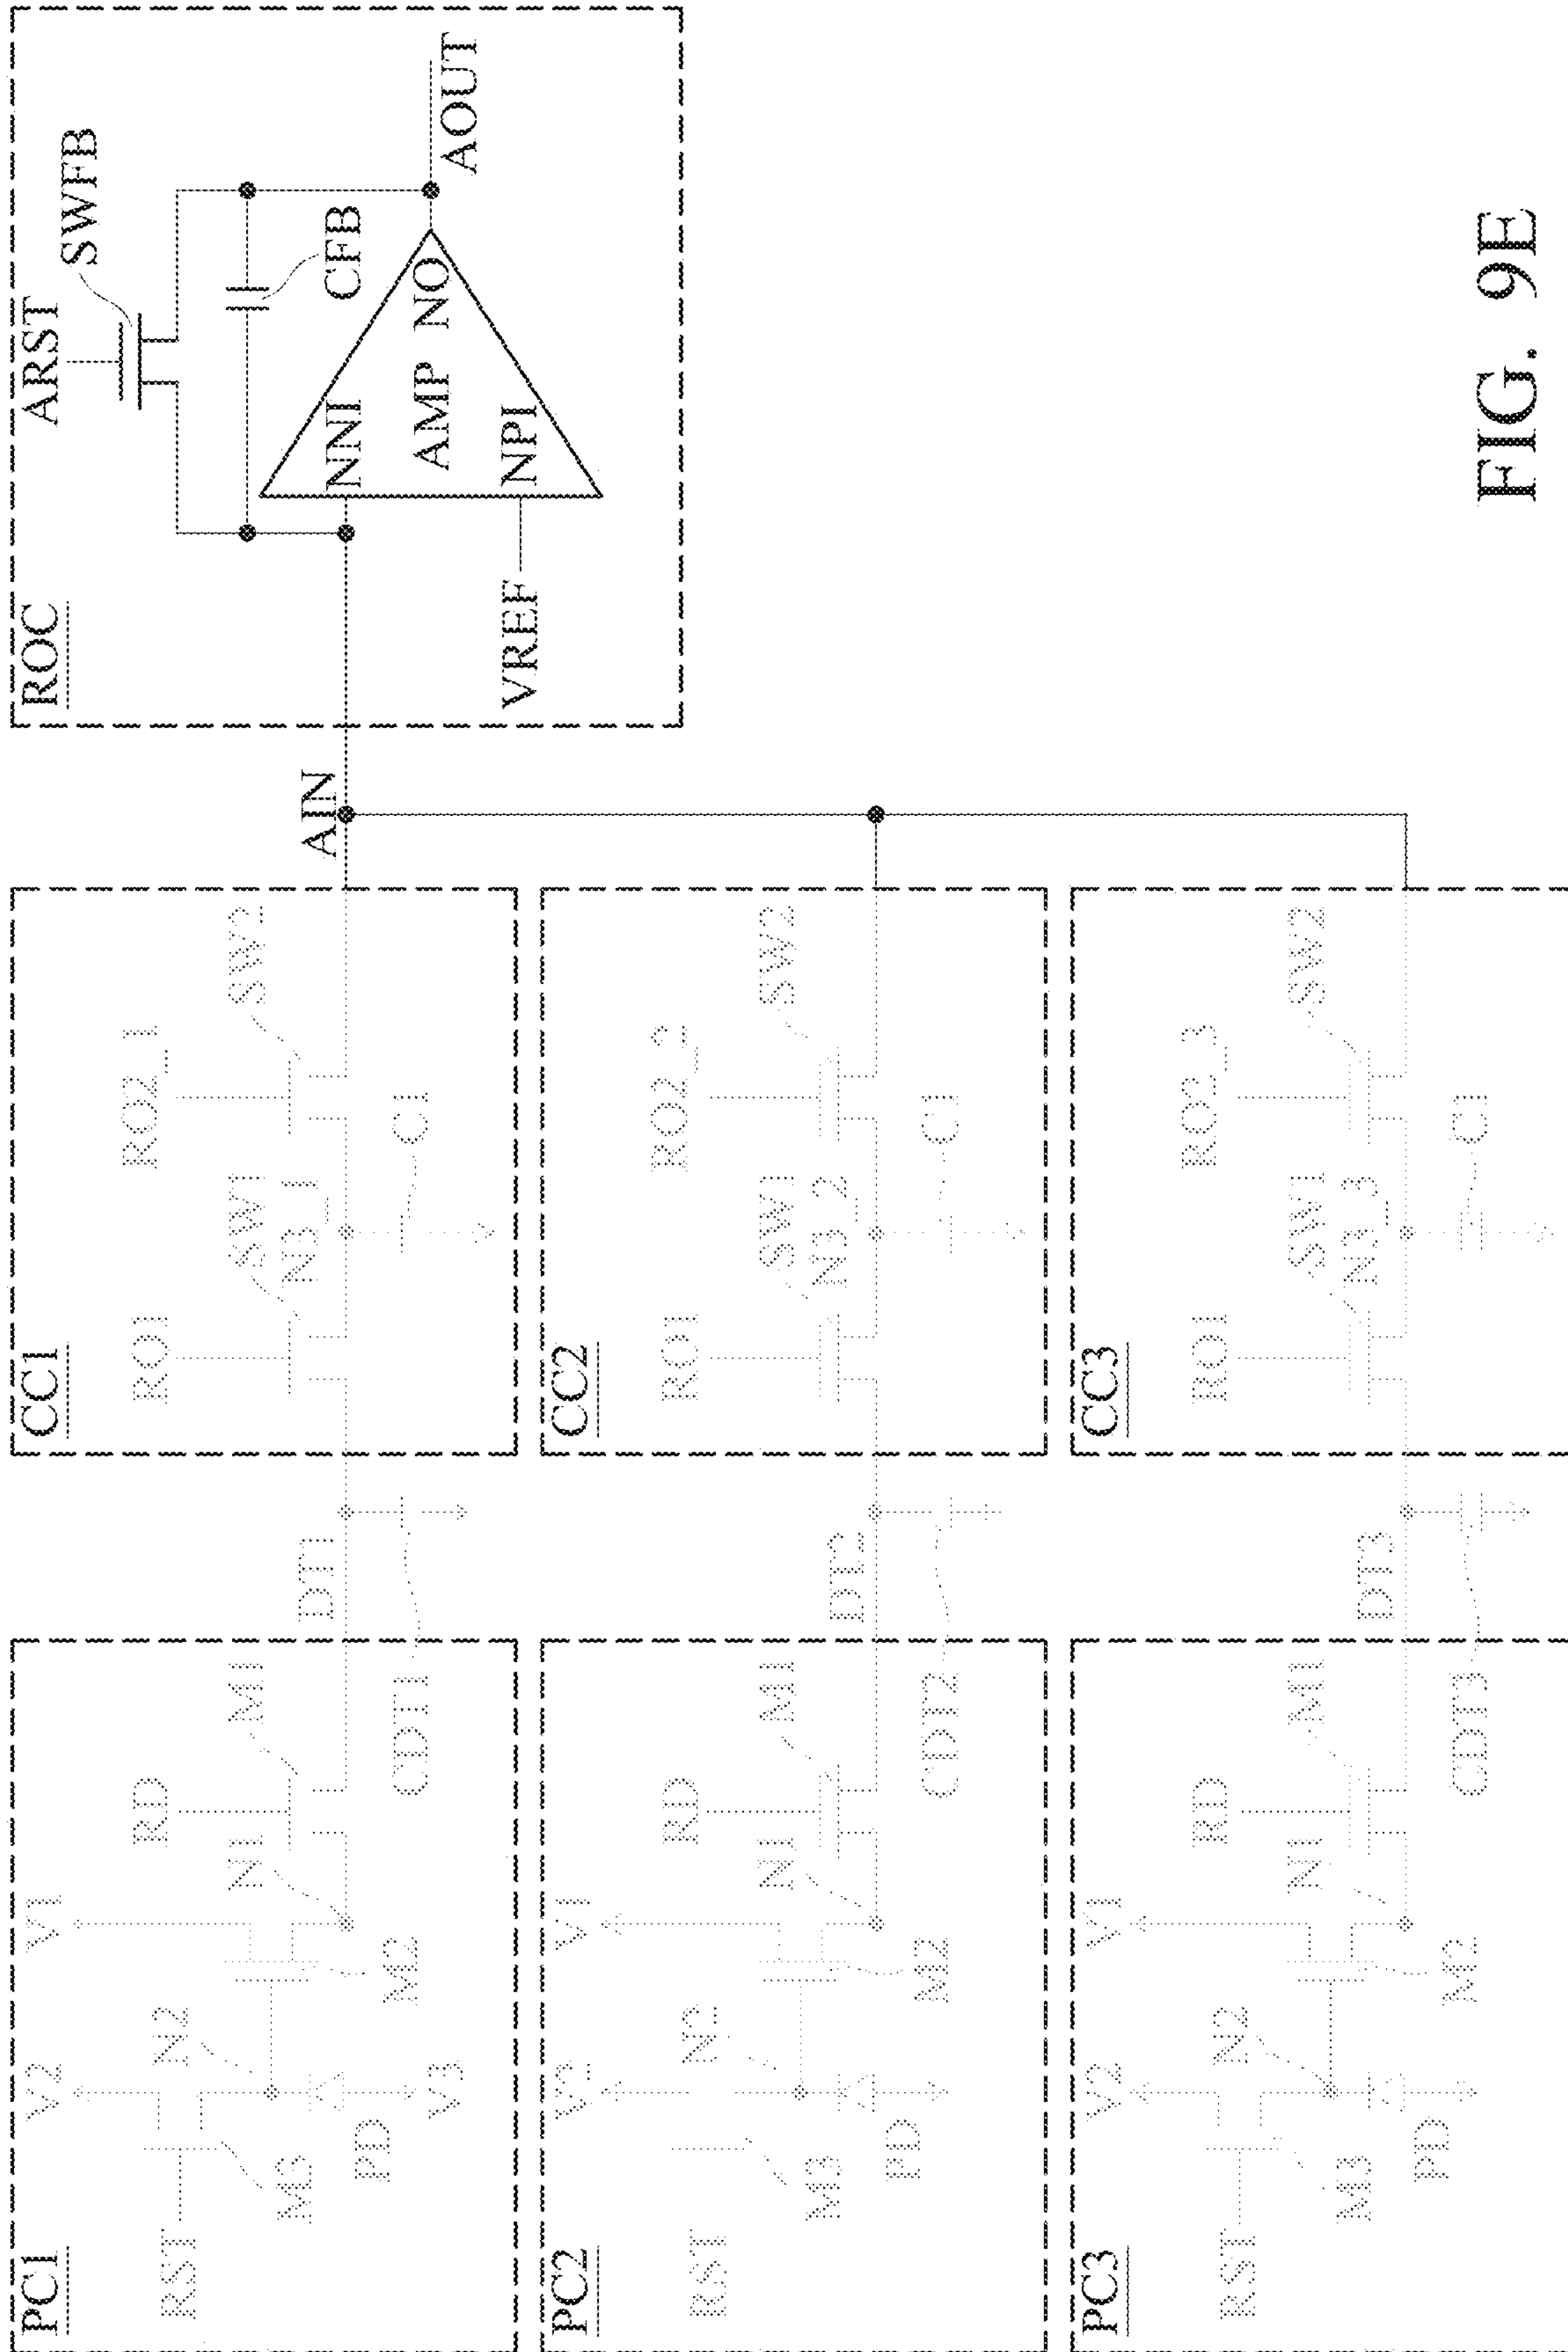 PC1
RST
M3
V2
N2
PD
V3
V1
M2
N1
RD
M1
CDT1
DT1
CC1
RO1
SW1
N3_1
C1
RO2_1
SW2
AIN
ROC
VREF
ARST
SWFB
CFB
NNI
AMP
NO
NPI
AOUT
PC2
RST
M3
V2
N2
PD
V1
M2
N1
RD
M1
CDT2
DT2
CC2
RO1
SW1
N3_2
C1
RO2_2
SW2
PC3
RST
M3
V2
N2
PD
V1
M2
N1
RD
M1
CDT3
DT3
CC3
RO1
SW1
N3_3
C1
RO2_3
SW2
FIG. 9E